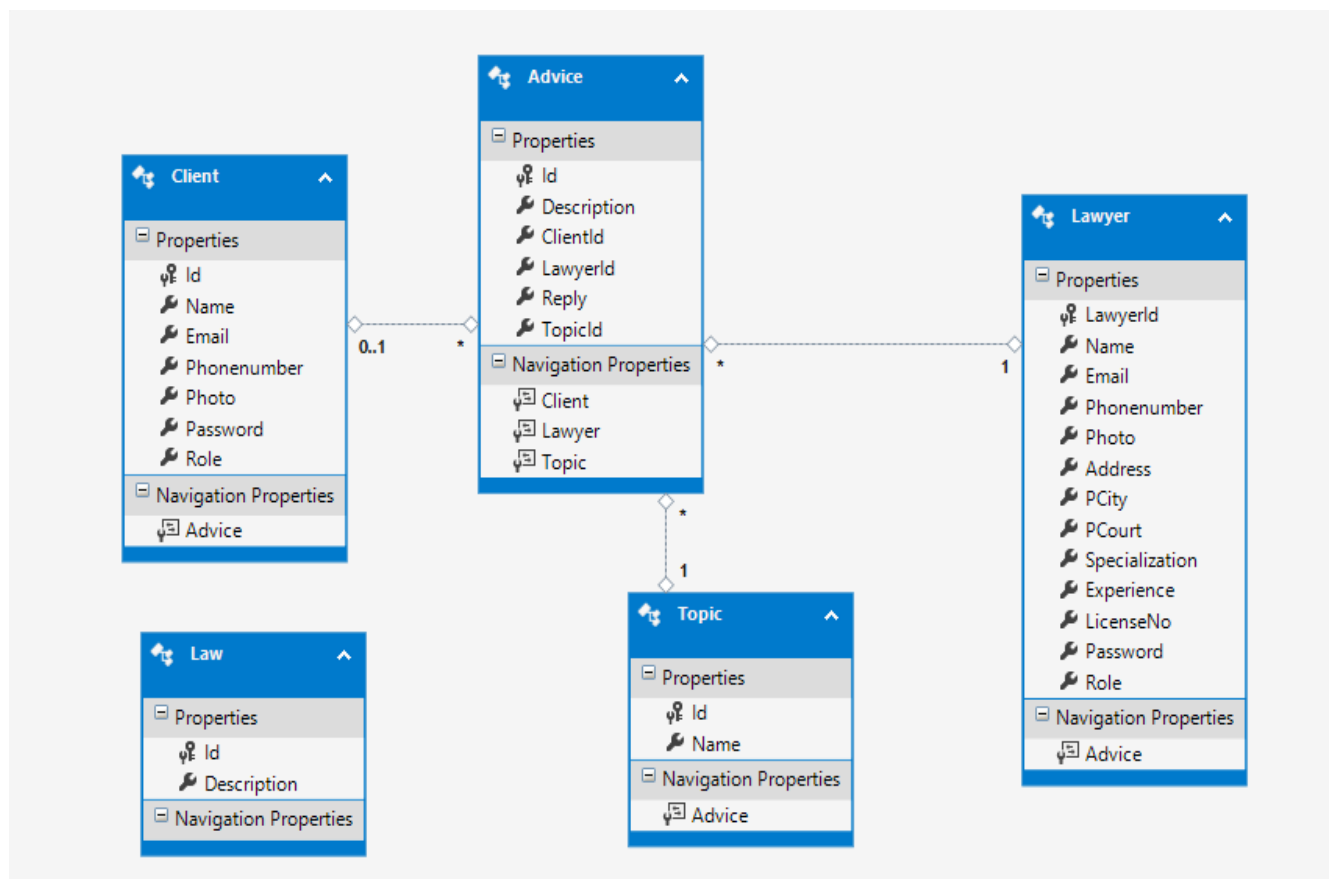 Client
Properties
Id
Name
Email
Phonenumber
Photo
Password
Role
Navigation Properties
Advice
0..1
*
Advice
Properties
Id
Description
ClientId
LawyerId
Reply
TopicId
Navigation Properties
Client
Lawyer
Topic
*
1
*
1
Lawyer
Properties
LawyerId
Name
Email
Phonenumber
Photo
Address
PCity
PCourt
Specialization
Experience
LicenseNo
Password
Role
Navigation Properties
Advice
Law
Properties
Id
Description
Navigation Properties
Topic
Properties
Id
Name
Navigation Properties
Advice